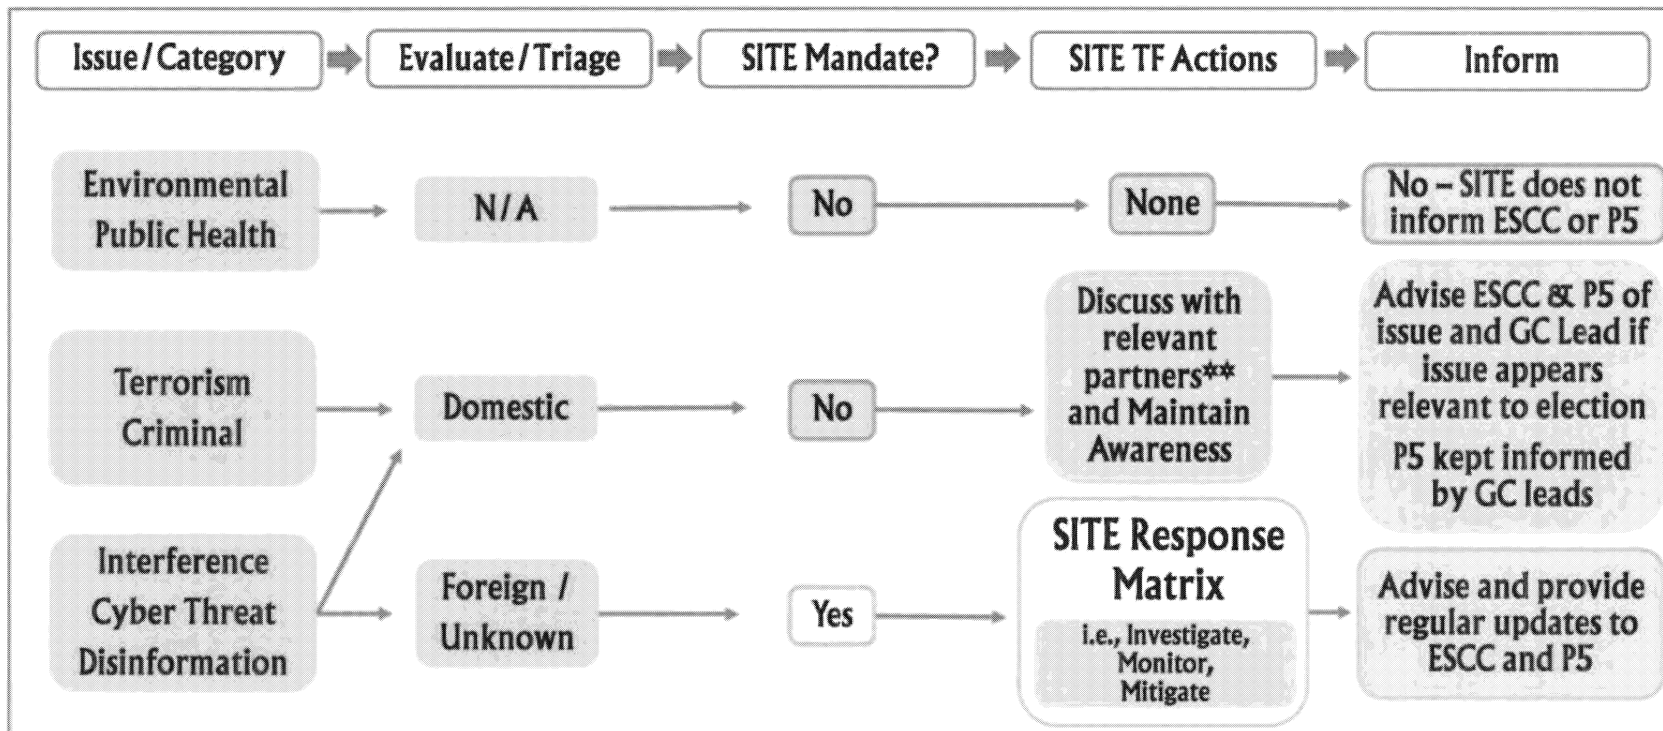 Issue / Category
Evaluate / Triage
SITE Mandate?
SITE TF Actions
Inform
Environmental
Public Health
N / A
No
None
No – SITE does not
inform ESCC or P5
Terrorism
Criminal
Domestic
No
Discuss with
relevant
partners**
and Maintain
Awareness
Advise ESCC & P5 of
issue and GC Lead if
issue appears
relevant to election
P5 kept informed
by GC leads
Interference
Cyber Threat
Disinformation
Foreign /
Unknown
Yes
SITE Response
Matrix
i.e., Investigate,
Monitor,
Mitigate
Advise and provide
regular updates to
ESCC and P5